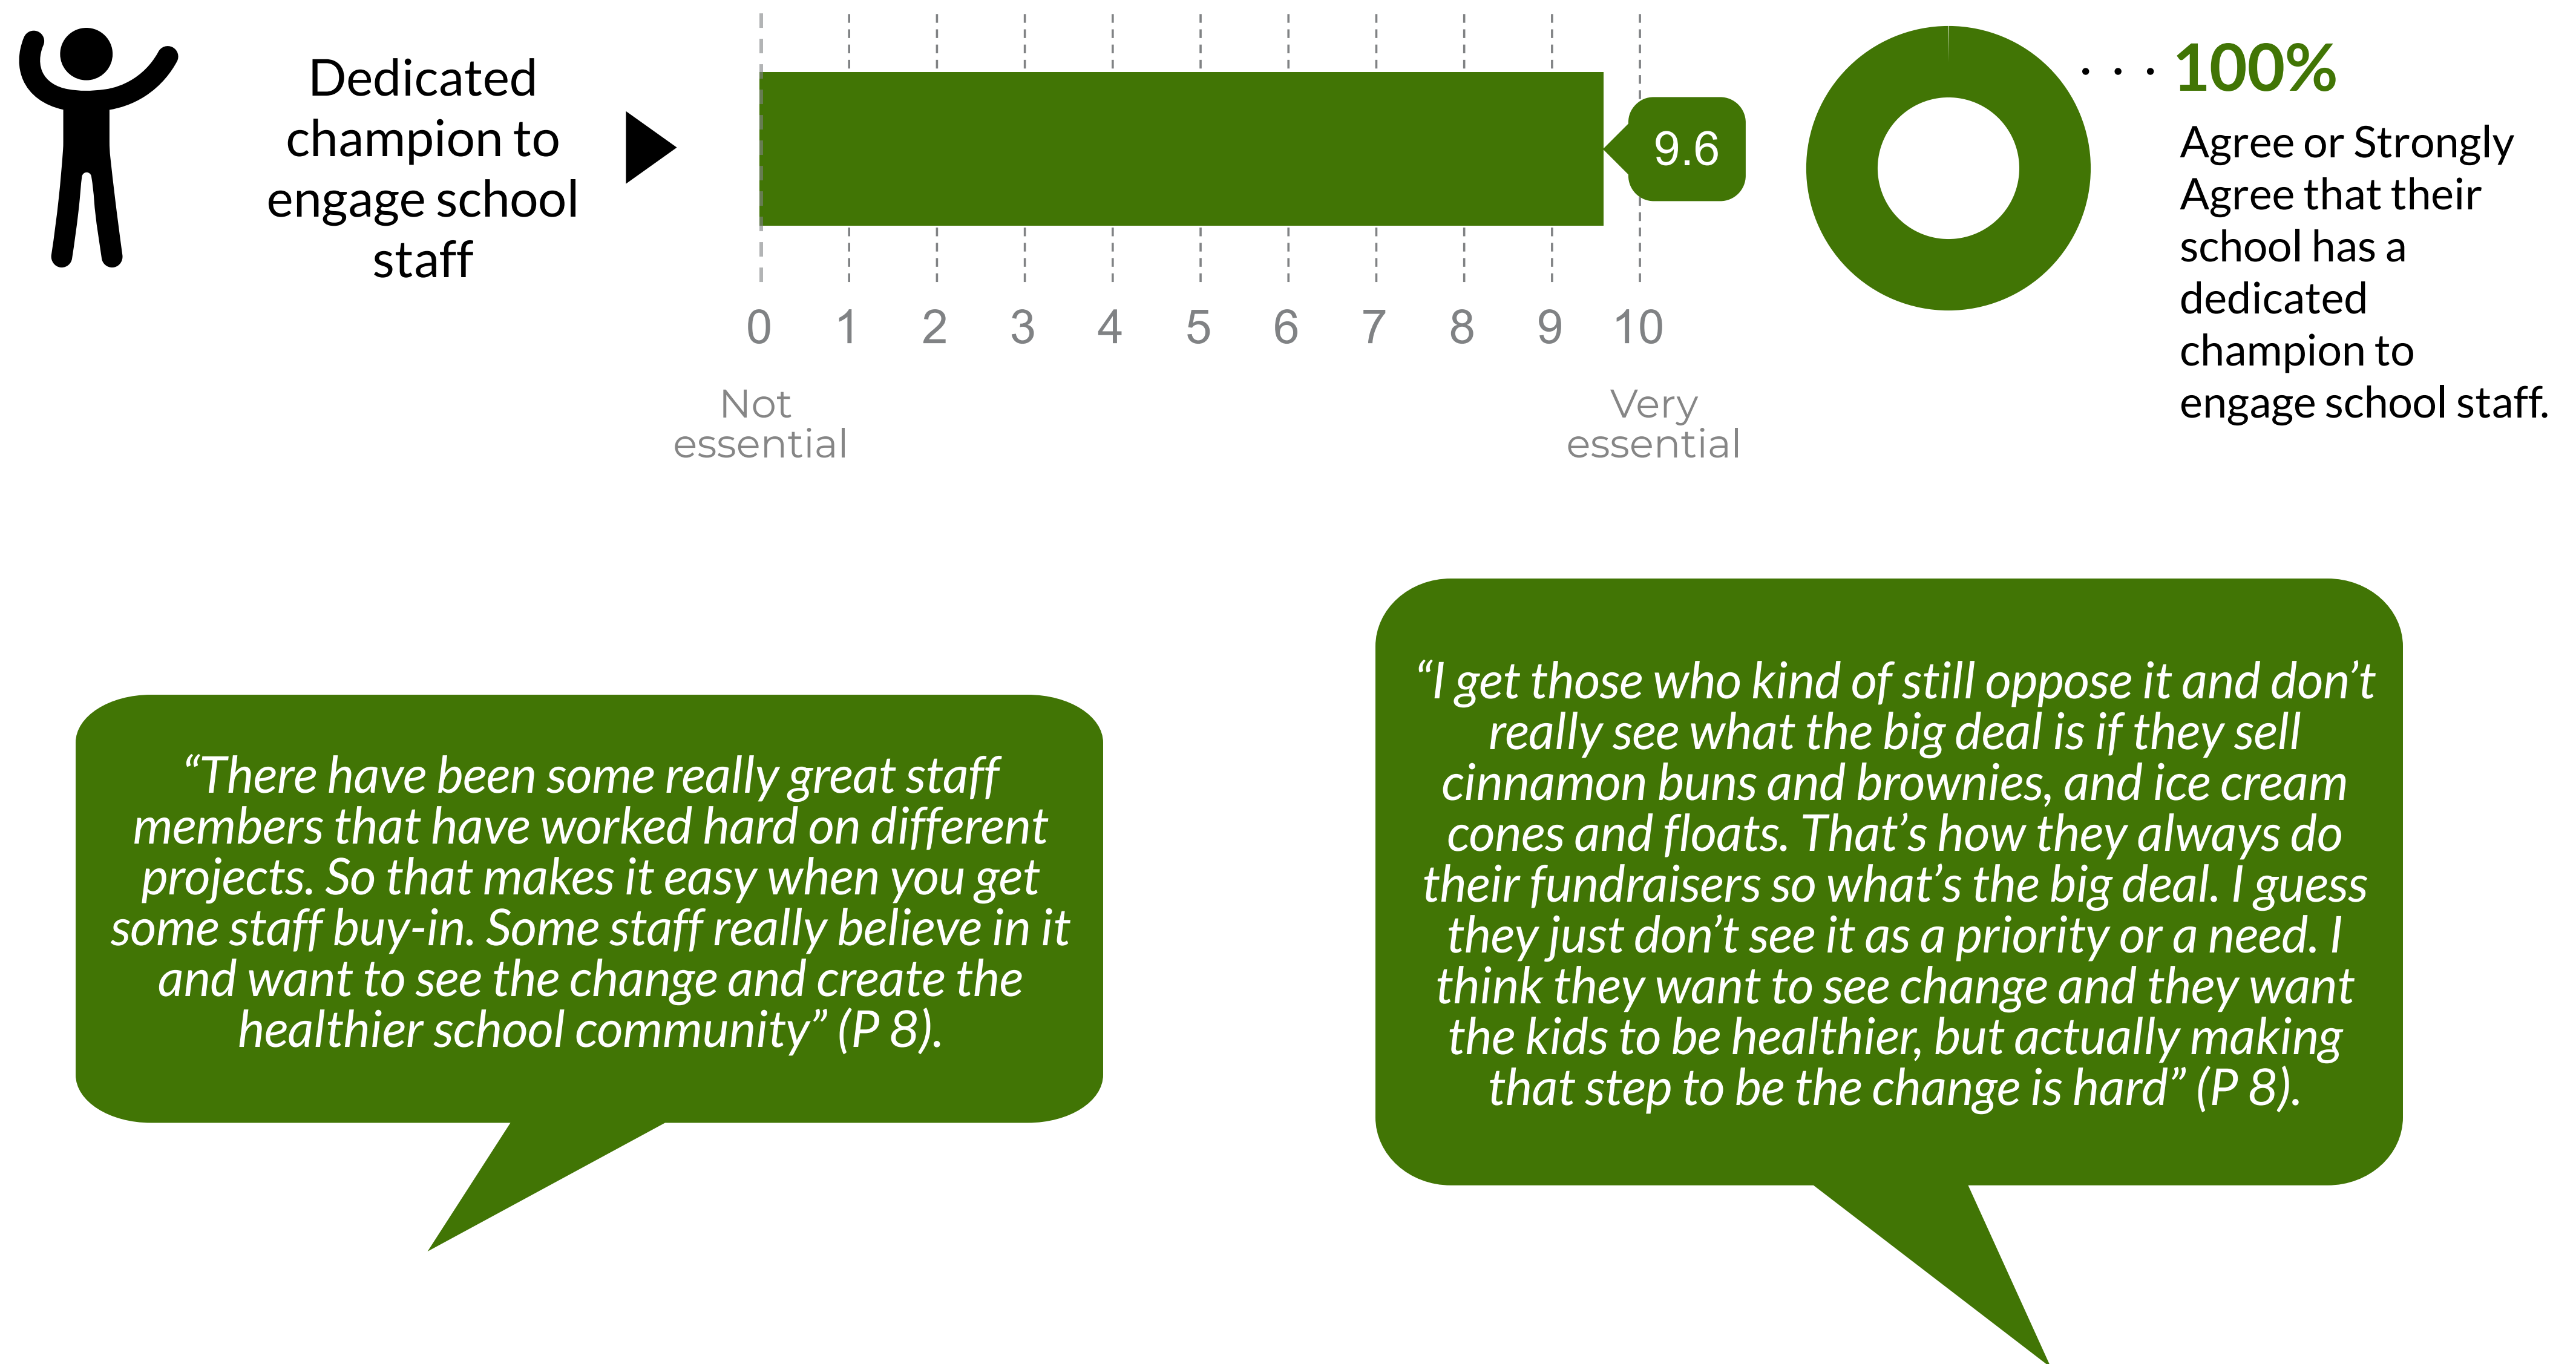 Dedicated
champion to
engage school
staff
9.6
0 1 2 3 4 5 6 7 8 9 10
Not
essential
Very
essential
100%
Agree or Strongly
Agree that their
school has a
dedicated
champion to
engage school staff.
“There have been some really great staff
members that have worked hard on different
projects. So that makes it easy when you get
some staff buy-in. Some staff really believe in it
and want to see the change and create the
healthier school community” (P 8).
“I get those who kind of still oppose it and don’t
really see what the big deal is if they sell
cinnamon buns and brownies, and ice cream
cones and floats. That’s how they always do
their fundraisers so what’s the big deal. I guess
they just don’t see it as a priority or a need. I
think they want to see change and they want
the kids to be healthier, but actually making
that step to be the change is hard” (P 8).